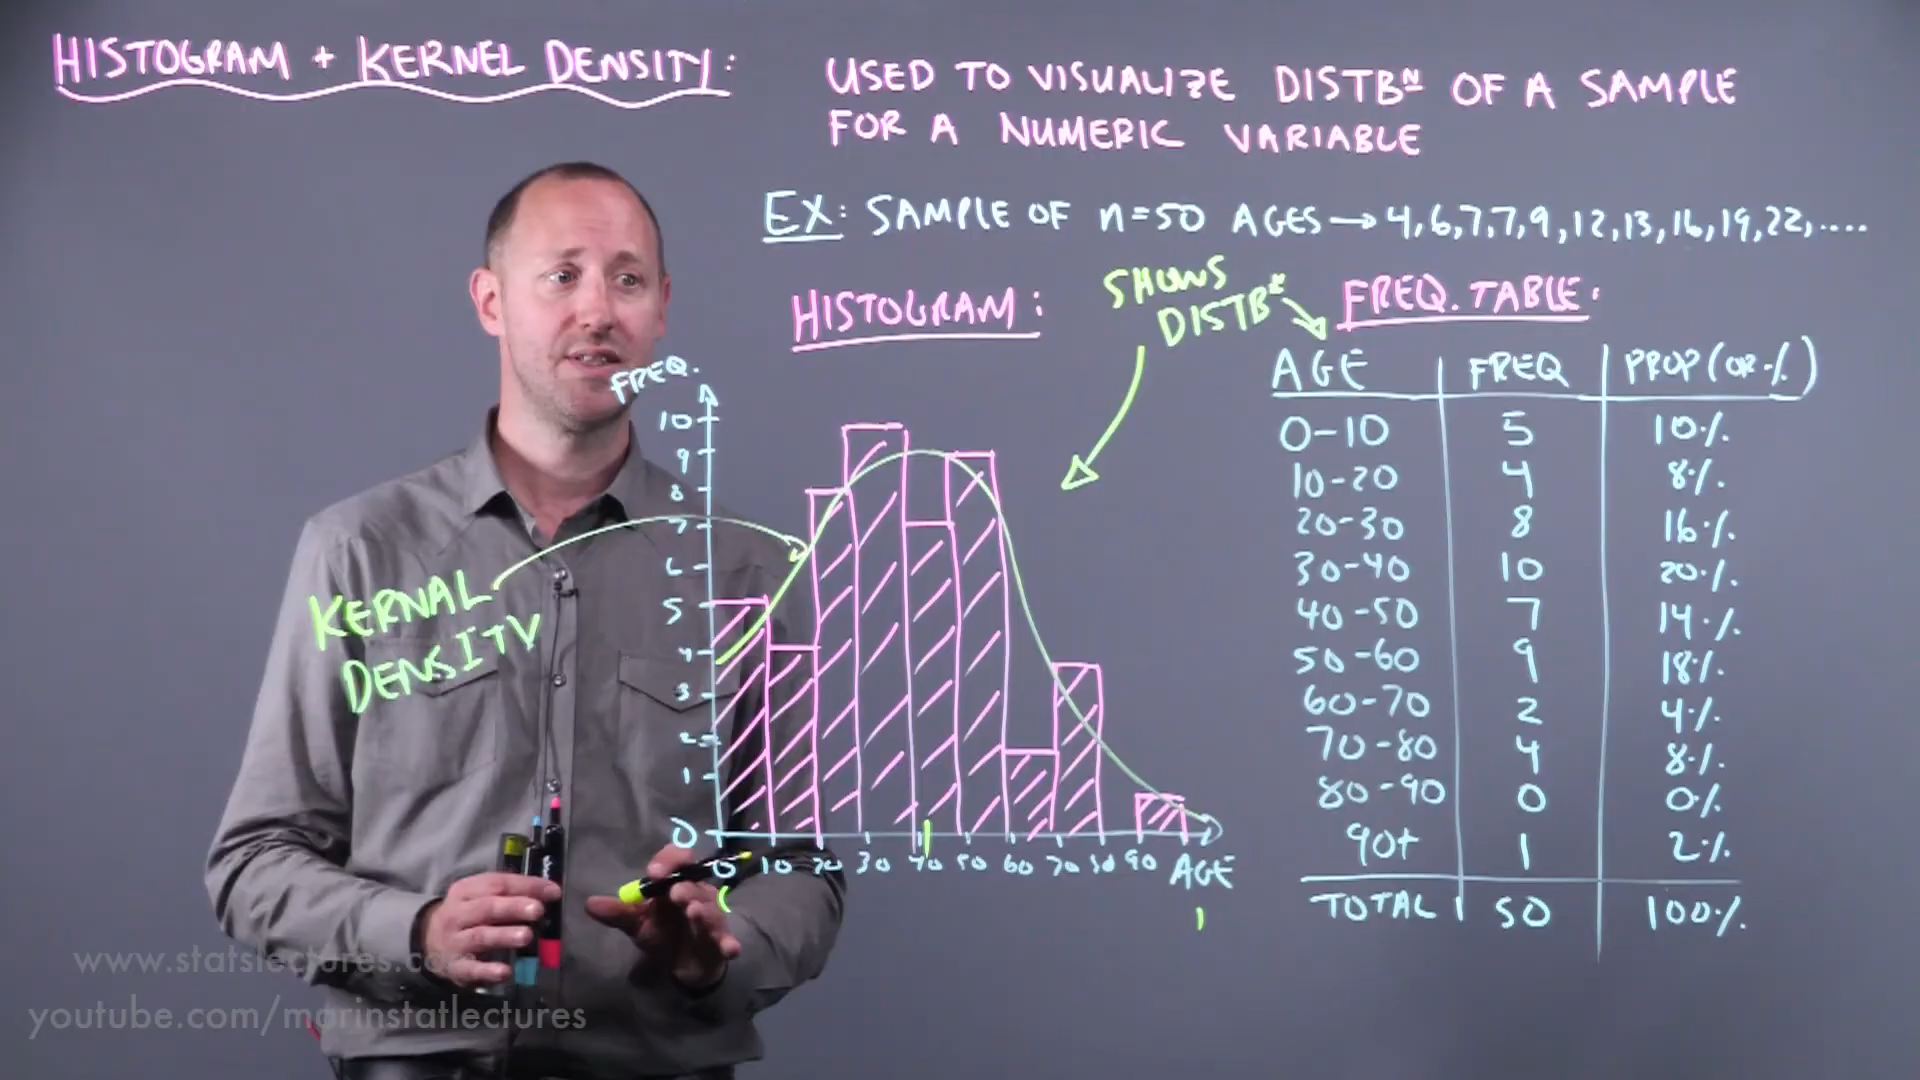 HISTOGRAM + KERNEL DENSITY:
USED TO VISUALIZE DISTBᴺ OF A SAMPLE
FOR A NUMERIC VARIABLE
EX: SAMPLE OF n=50 AGES → 4,6,7,7,9,12,13,16,19,22,....
HISTOGRAM:
SHOWS
DISTBᴺ
FREQ. TABLE:
FREQ.
10
9
8
7
6
5
4
3
2
1
0
0 10 20 30 40 50 60 70 80 90 AGE
KERNAL
DENSITY
AGE FREQ PROP (OR %)
0-10 5 10%
10-20 4 8%
20-30 8 16%
30-40 10 20%
40-50 7 14%
50-60 9 18%
60-70 2 4%
70-80 4 8%
80-90 0 0%
90+ 1 2%
TOTAL 50 100%
www.statslectures.co
youtube.com/marinstatlectures